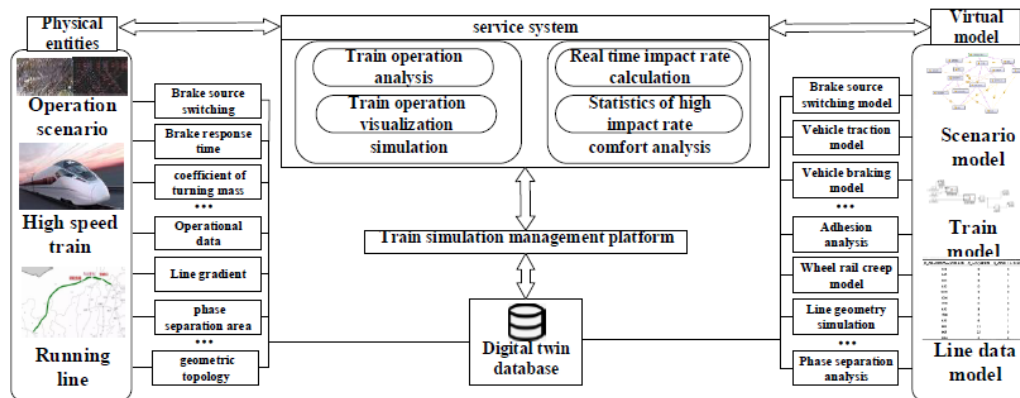 Physical
entities
service system
Virtual
model
Train operation
analysis
Train operation
visualization
simulation
Real time impact rate
calculation
Statistics of high
impact rate
comfort analysis
Operation
scenario
High speed
train
Running
line
Brake source
switching
Brake response
time
coefficient of
turning mass
•••
Operational
data
Line gradient
phase
separation area
•••
geometric
topology
Train simulation management platform
Digital twin
database
Brake source
switching model
Vehicle traction
model
Vehicle braking
model
•••
Adhesion
analysis
Wheel rail creep
model
Line geometry
simulation
•••
Phase separation
analysis
Scenario
model
Train
model
Line data
model